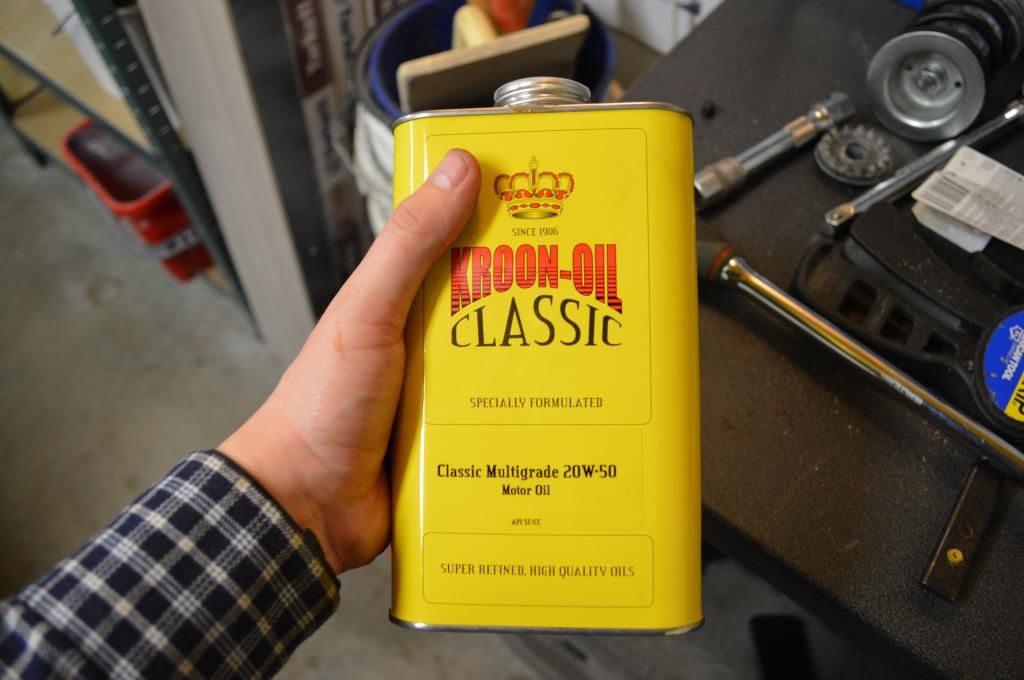 SINCE 1906
KROON-OIL
CLASSIC
SPECIALLY FORMULATED
Classic Multigrade 20W-50
Motor Oil
API SF/CC
SUPER REFINED, HIGH QUALITY OILS